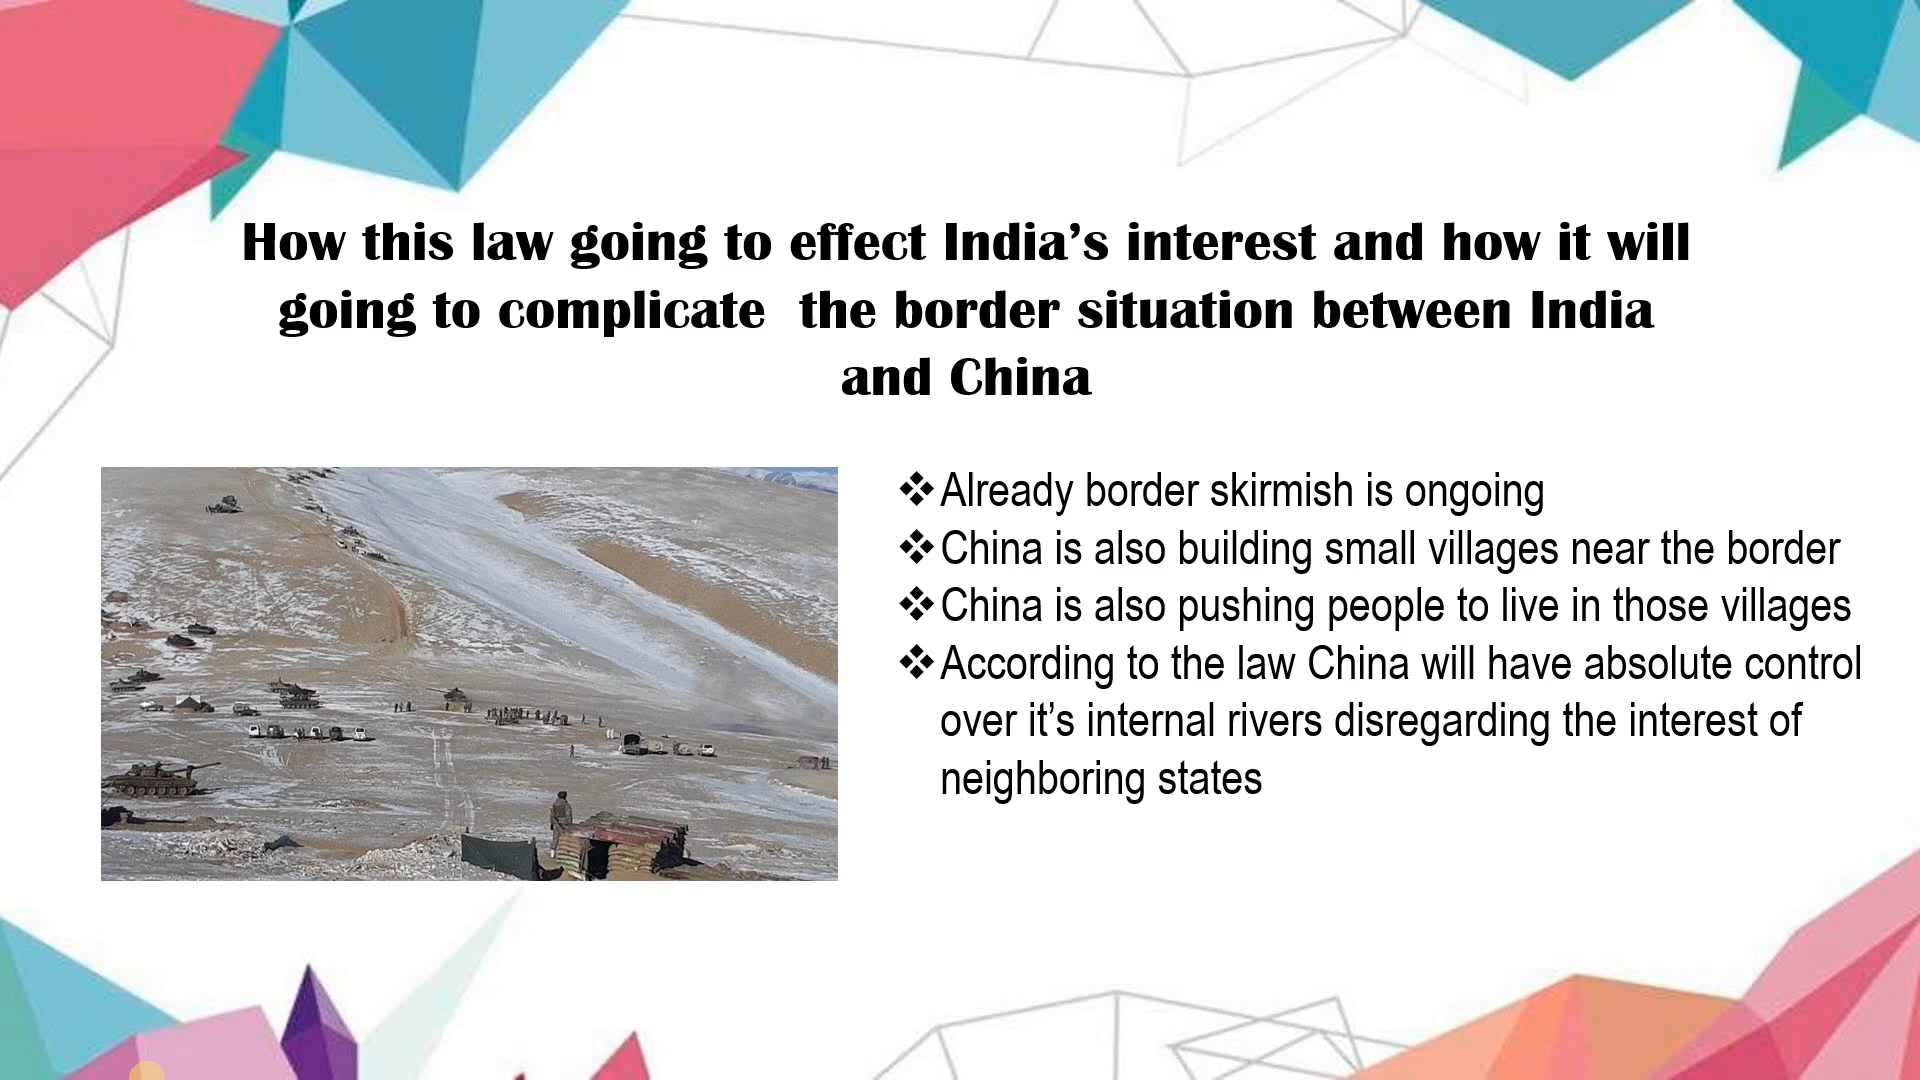 How this law going to effect India’s interest and how it will
going to complicate  the border situation between India
and China
❖Already border skirmish is ongoing
❖China is also building small villages near the border
❖China is also pushing people to live in those villages
❖According to the law China will have absolute control
over it’s internal rivers disregarding the interest of
neighboring states